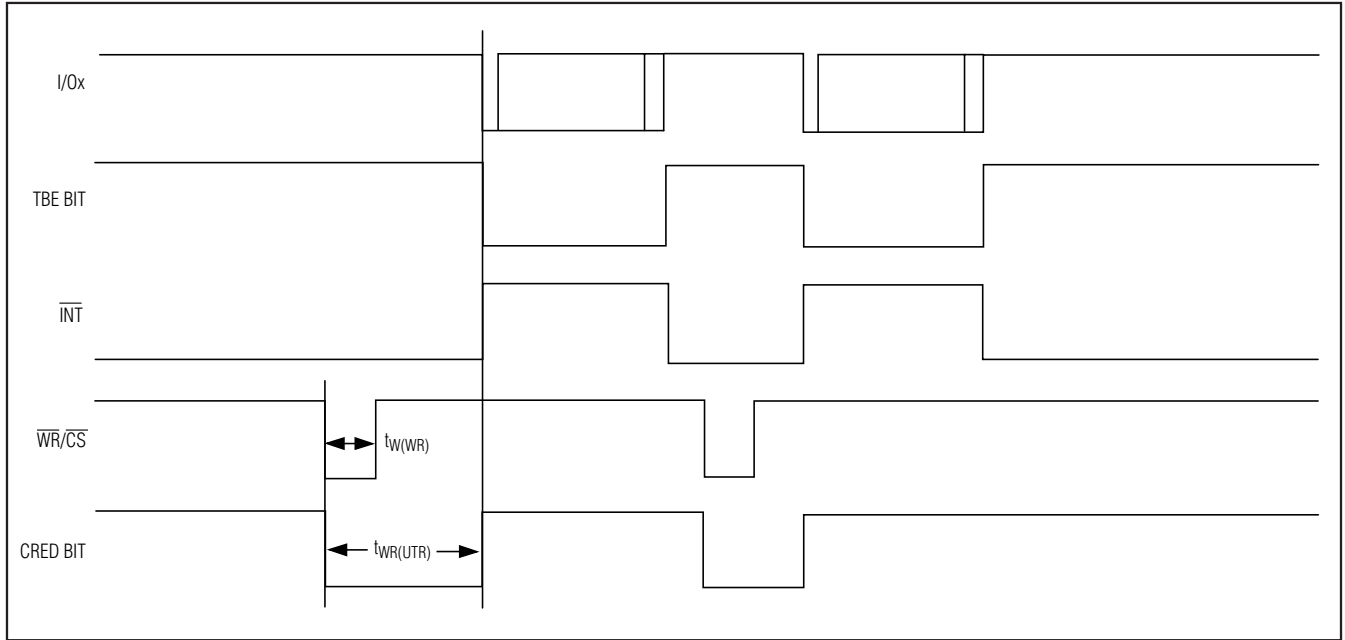 I/Ox
TBE BIT
INT
WR/CS
tW(WR)
CRED BIT
tWR(UTR)